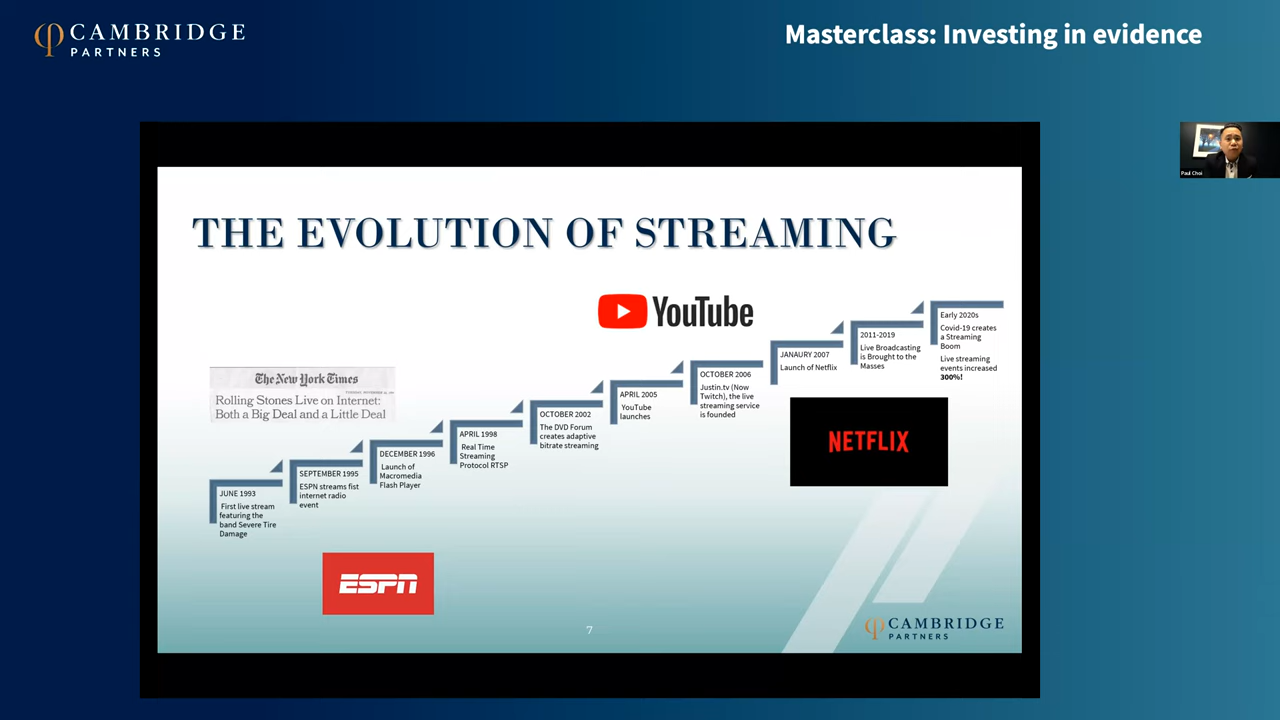 CAMBRIDGE
PARTNERS
Masterclass: Investing in evidence
Paul Choi
THE EVOLUTION OF STREAMING
YouTube
The New York Times
Rolling Stones Live on Internet:
Both a Big Deal and a Little Deal
JUNE 1993
First live stream
featuring the
band Severe Tire
Damage
SEPTEMBER 1995
ESPN streams fist
internet radio
event
DECEMBER 1996
Launch of
Macromedia
Flash Player
APRIL 1998
Real Time
Streaming
Protocol RTSP
OCTOBER 2002
The DVD Forum
creates adaptive
bitrate streaming
APRIL 2005
YouTube
launches
OCTOBER 2006
Justin.tv (Now
Twitch), the live
streaming service
is founded
JANAURY 2007
Launch of Netflix
2011-2019
Live Broadcasting
is Brought to the
Masses
Early 2020s
Covid-19 creates
a Streaming
Boom
Live streaming
events increased
300%!
NETFLIX
ESPN
7
CAMBRIDGE
PARTNERS